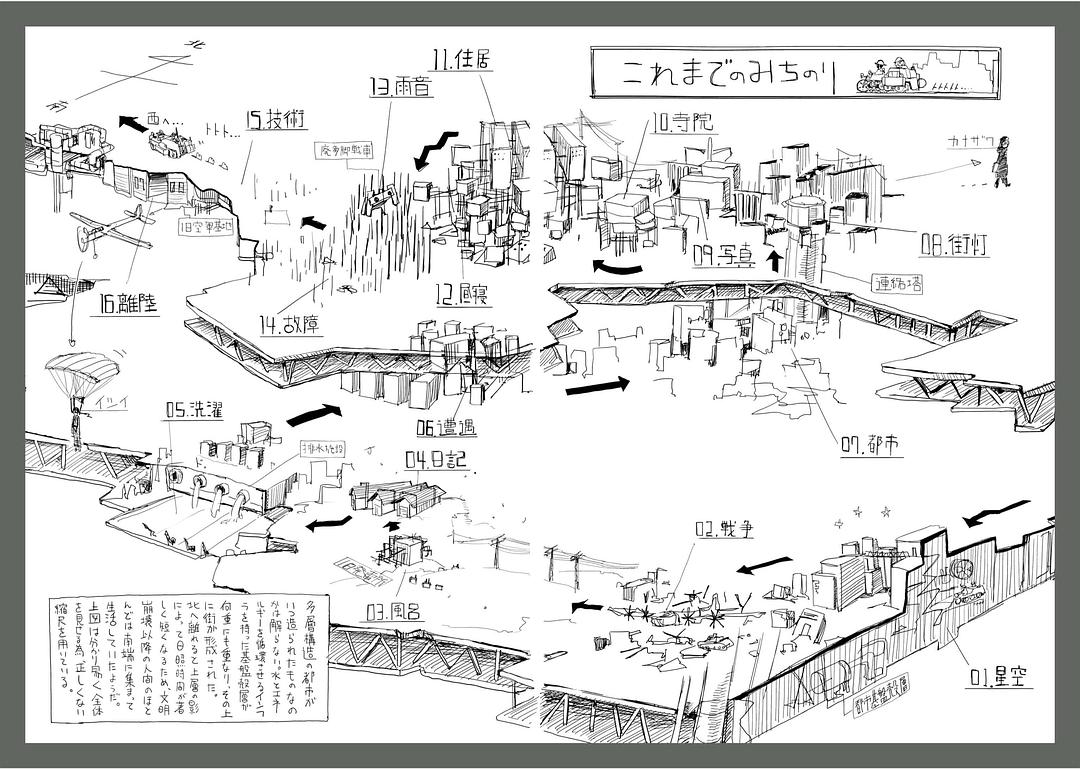 これまでのみちのり
北
南
西へ…
トトト…
15.技術
13.雨音
11.住居
廃多脚戦車
旧空軍基地
16.離陸
14.故障
12.昼寝
10.寺院
カナザワ
09.写真
08.街灯
連絡塔
イシイ
05.洗濯
排水施設
06.遭遇
04.日記
07.都市
03.風呂
02.戦争
01.星空
都市基盤殻層
多層構造の都市が
いつ造られたものなの
かは解らない。水とエネ
ルギーを循環させるインフ
ラを持った基盤殻層が
何重にも重なり、その上
に街が形成された。
北へ離れると上層の影
によって日照時間が著
しく短くなるため、文明
崩壊以降の人間のほと
んどは南端に集まって
生活していたようだ。
上図は分かり易く全体
を見せる為、正しくない
縮尺を用いている。